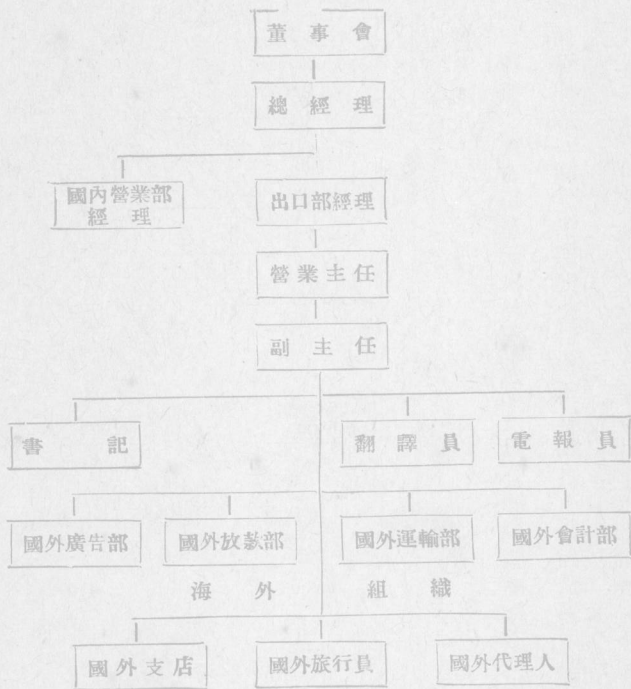 董事會
總經理
國內營業部
經理
出口部經理
營業主任
副主任
書記
翻譯員
電報員
國外廣告部
國外放款部
國外運輸部
國外會計部
海外組織
國外支店
國外旅行員
國外代理人